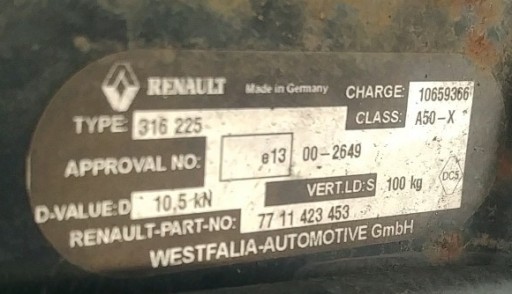 RENAULT Made in Germany CHARGE: 10659366
TYPE: 316 225 CLASS: A50-X
APPROVAL NO: e13 00-2649
D-VALUE:D 10,5 kN VERT.LD:S 100 kg DC5
RENAULT-PART-NO: 77 11 423 453
WESTFALIA-AUTOMOTIVE GmbH